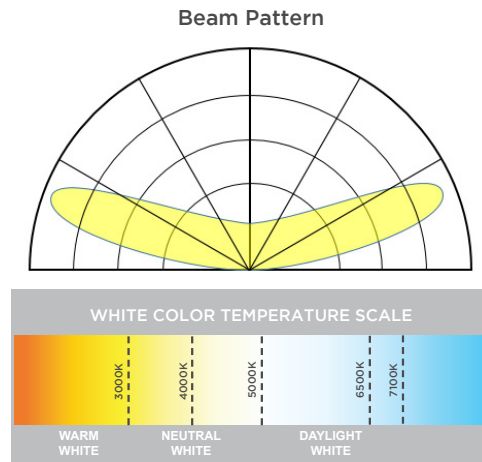 Beam Pattern
WHITE COLOR TEMPERATURE SCALE
3000K
4000K
5000K
6500K
7100K
WARM
WHITE
NEUTRAL
WHITE
DAYLIGHT
WHITE